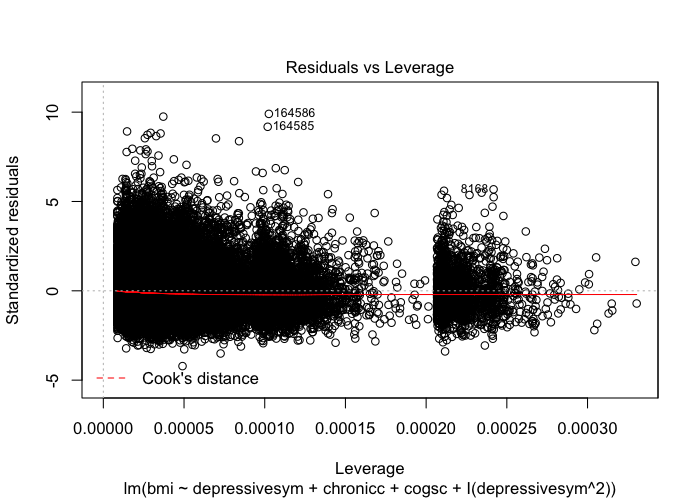 Residuals vs Leverage
Standardized residuals
10
5
0
-5
164586
164585
8168
Cook's distance
0.00000 0.00005 0.00010 0.00015 0.00020 0.00025 0.00030
Leverage
lm(bmi ~ depressivesym + chronicc + cogsc + I(depressivesym^2))